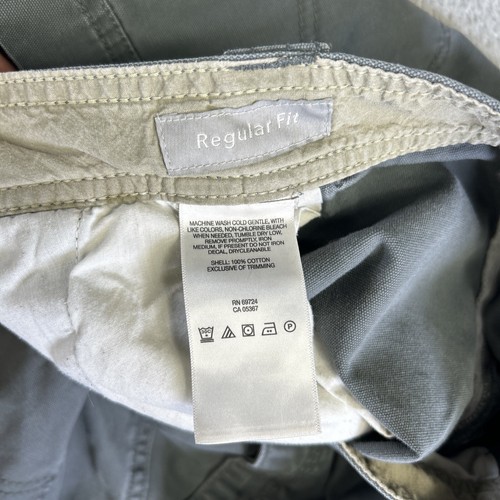 Regular Fit
MACHINE WASH COLD GENTLE, WITH
LIKE COLORS, NON-CHLORINE BLEACH
WHEN NEEDED, TUMBLE DRY LOW,
REMOVE PROMPTLY, IRON
MEDIUM, IF PREFERRED DO NOT IRON
DECAL, DRYCLEANABLE.
SHELL: 100% COTTON
EXCLUSIVE OF TRIMMING.
RN 69724
CA 05367
P